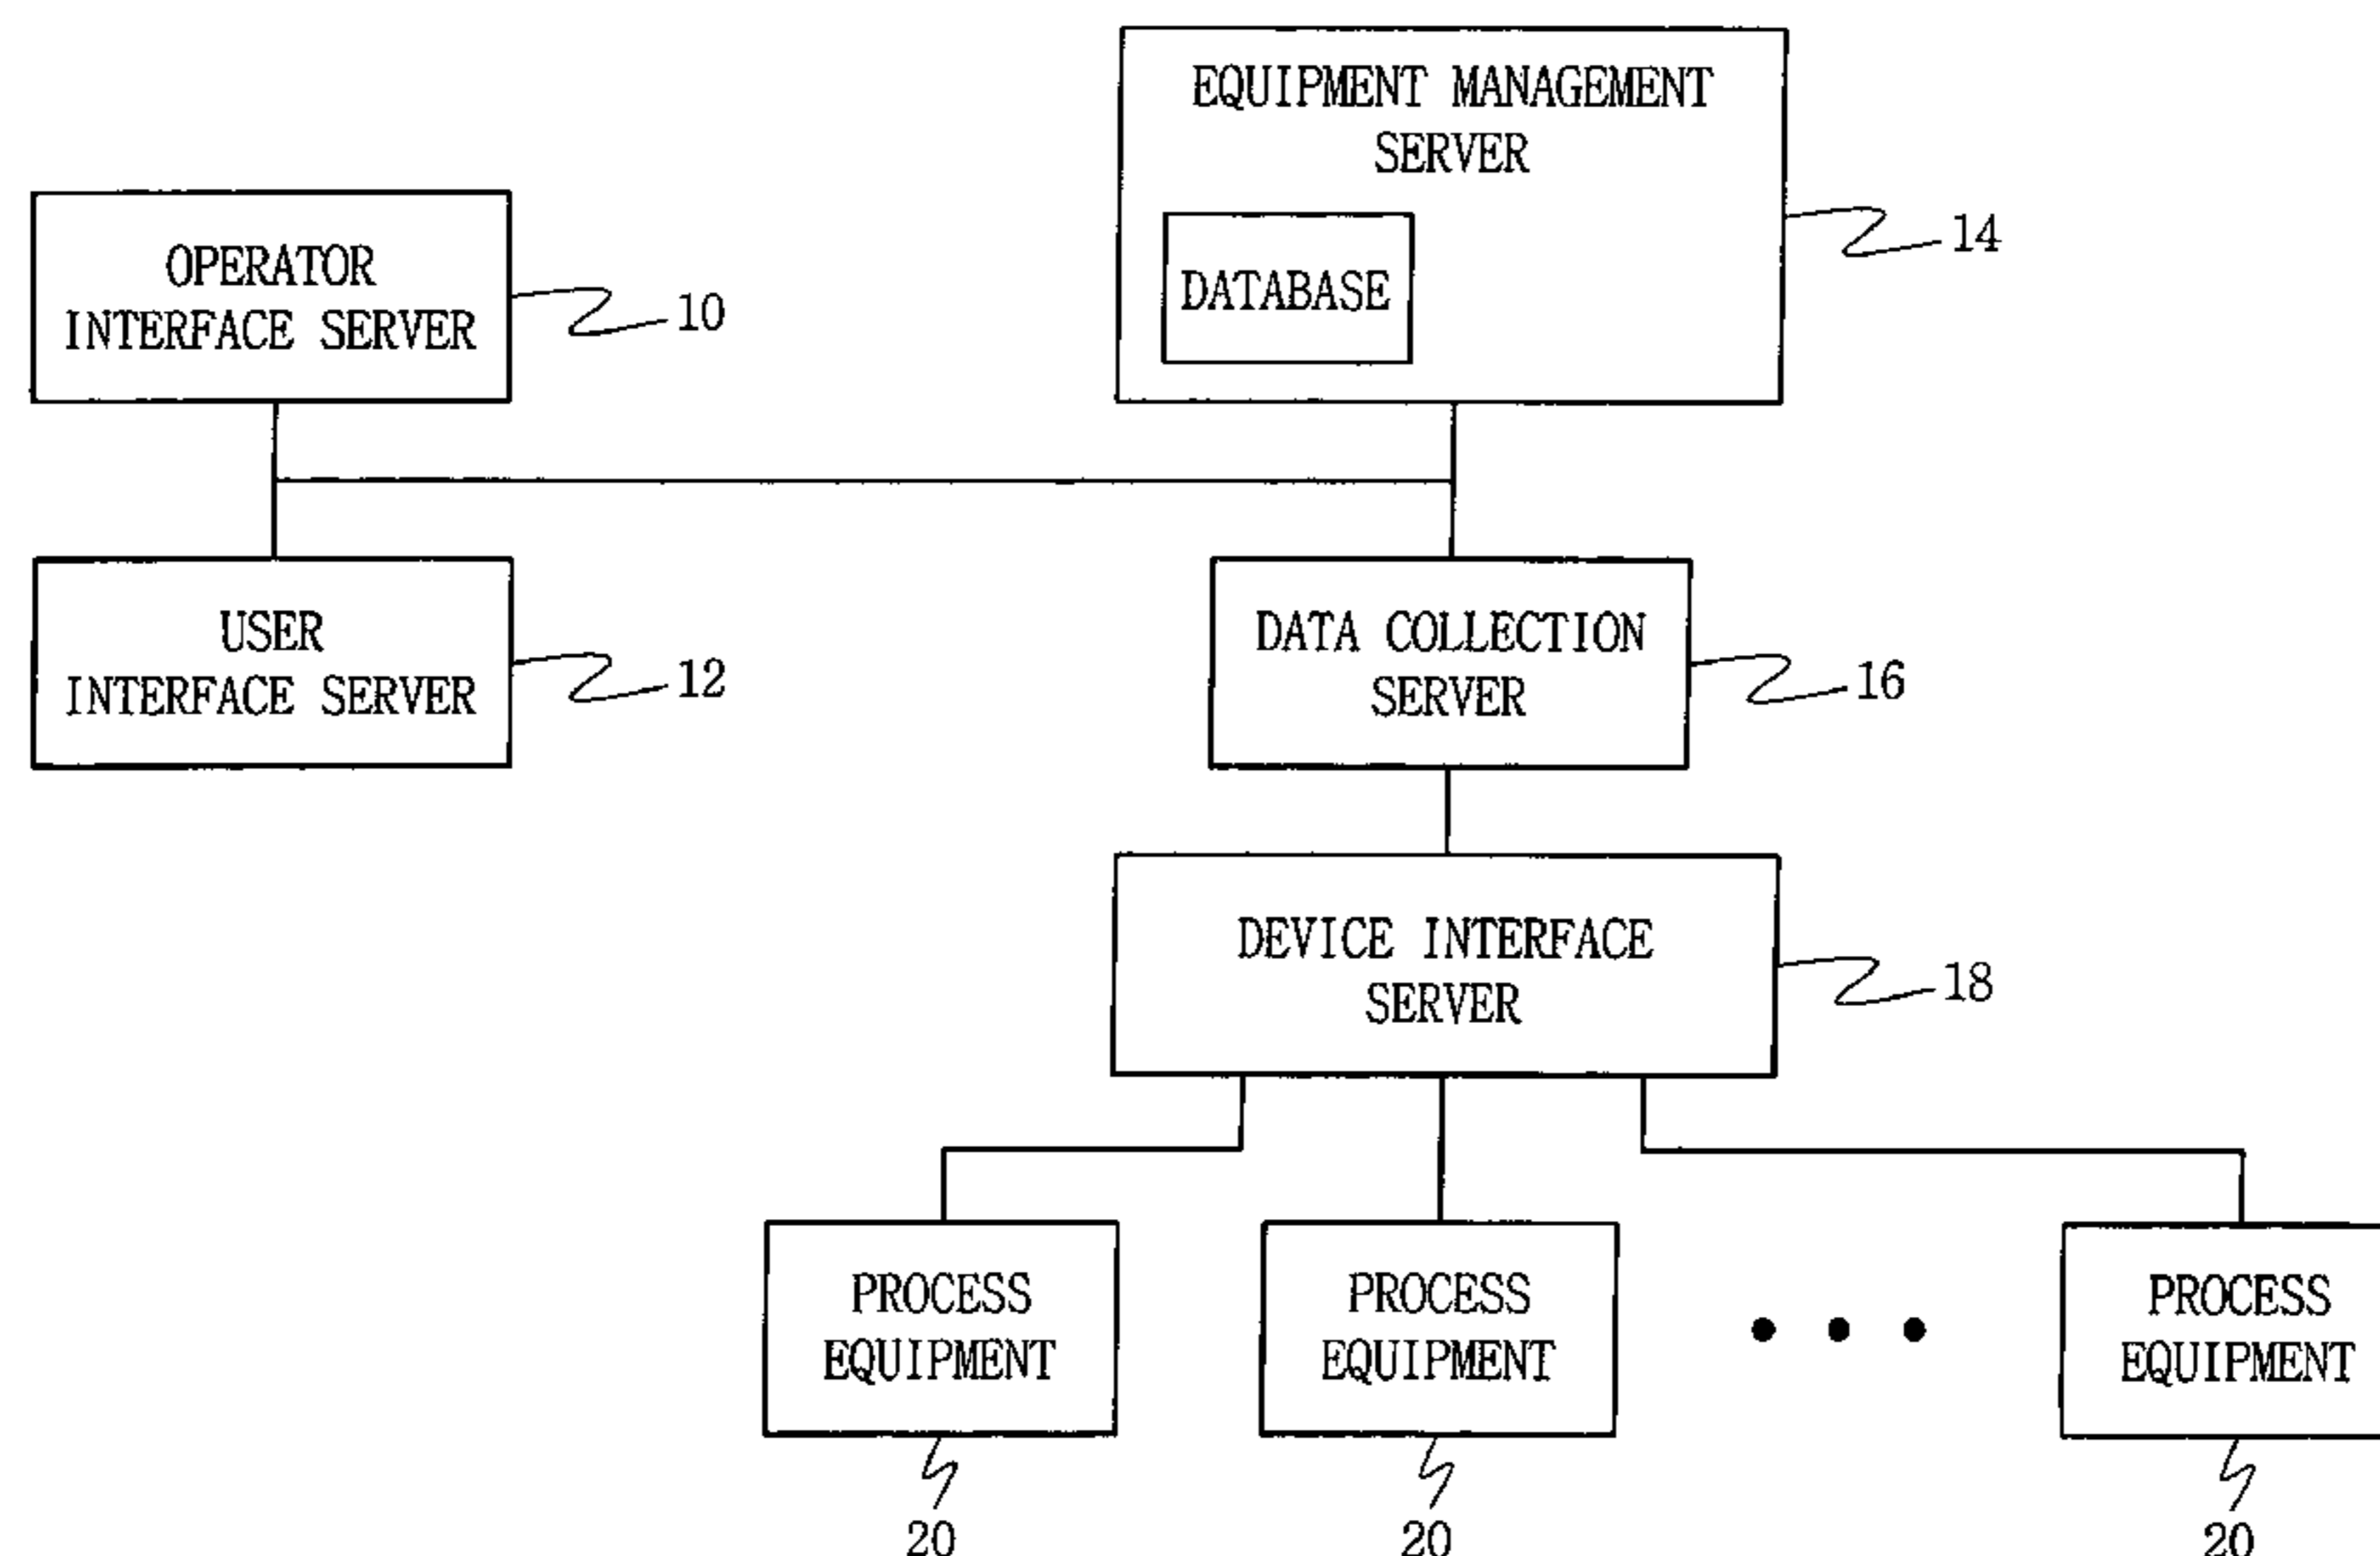 EQUIPMENT MANAGEMENT
SERVER
DATABASE
14
OPERATOR
INTERFACE SERVER
10
USER
INTERFACE SERVER
12
DATA COLLECTION
SERVER
16
DEVICE INTERFACE
SERVER
18
PROCESS
EQUIPMENT
20
PROCESS
EQUIPMENT
20
PROCESS
EQUIPMENT
20